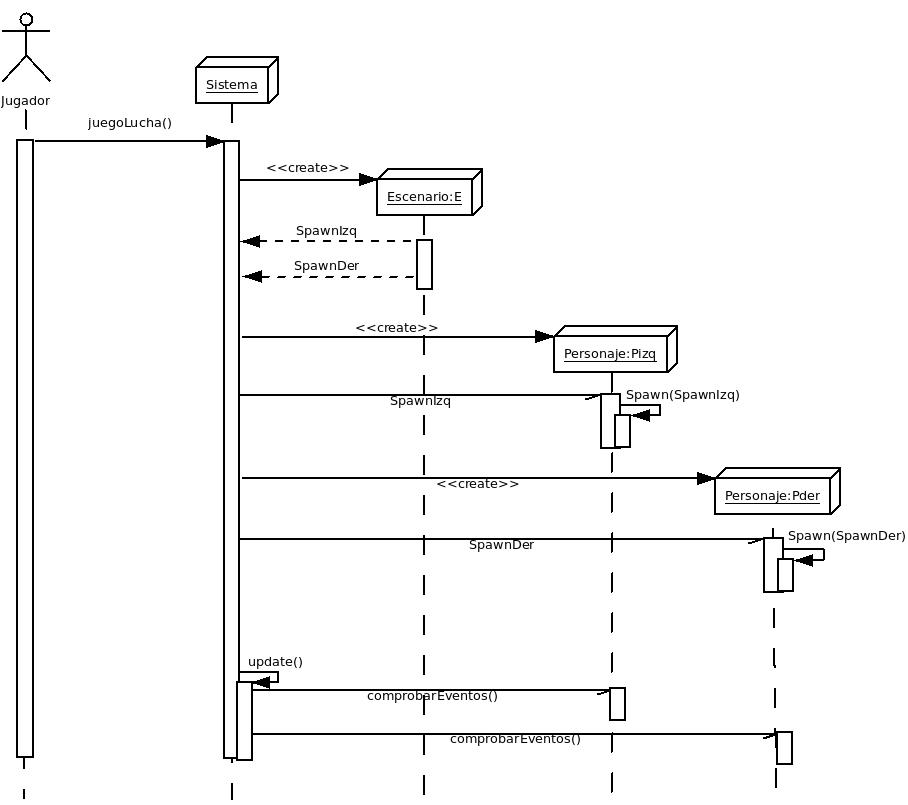 Jugador
Sistema
juegoLucha()
<<create>>
Escenario:E
SpawnIzq
SpawnDer
<<create>>
Personaje:Pizq
SpawnIzq
Spawn(SpawnIzq)
<<create>>
Personaje:Pder
SpawnDer
Spawn(SpawnDer)
update()
comprobarEventos()
comprobarEventos()